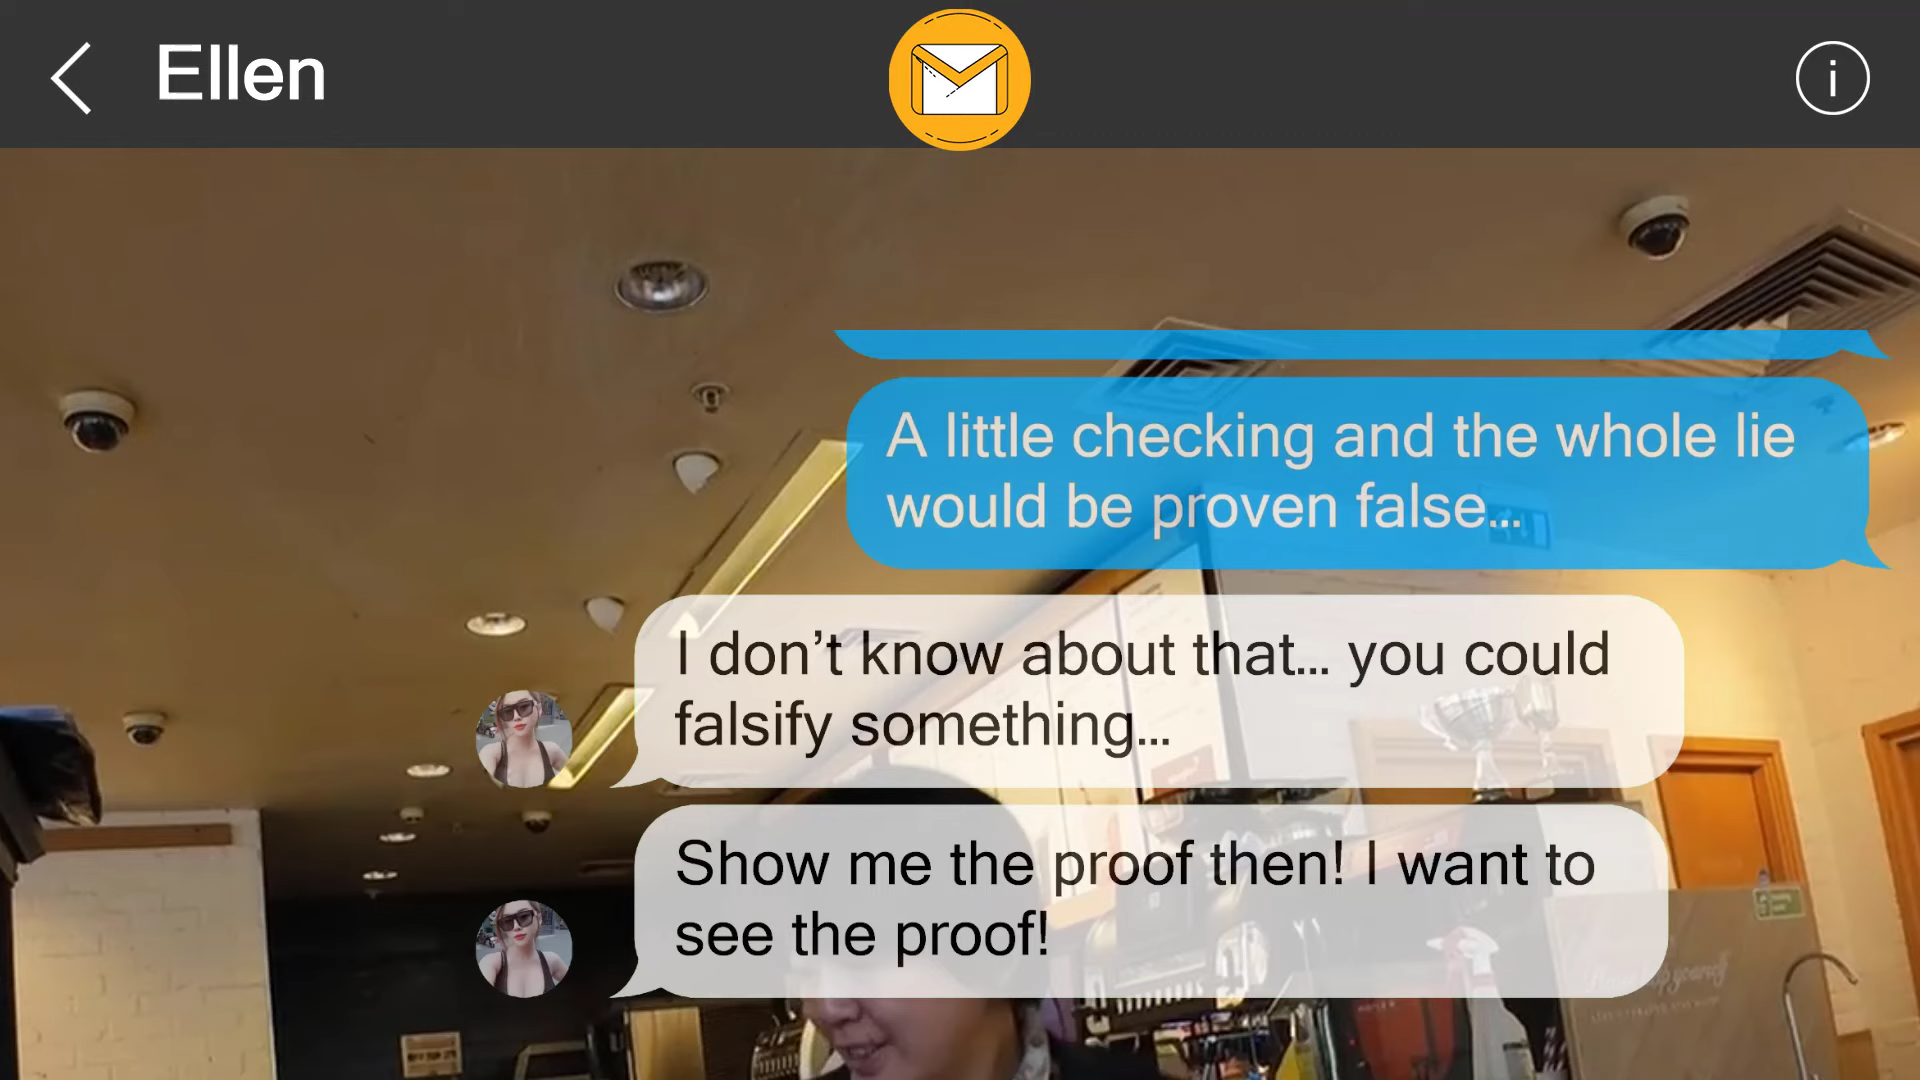 Ellen
A little checking and the whole lie
would be proven false...
I don’t know about that... you could
falsify something...
Show me the proof then! I want to
see the proof!